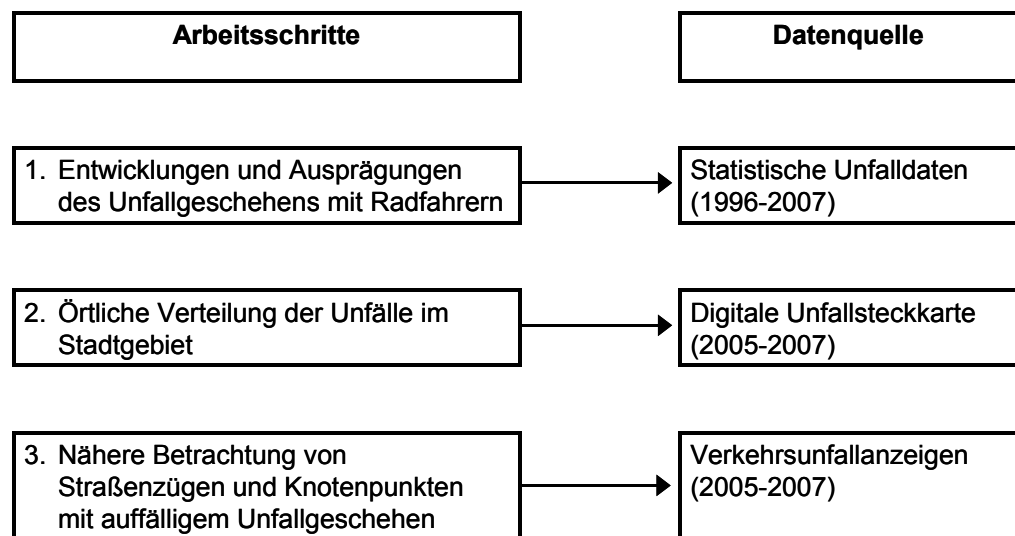 Arbeitsschritte
Datenquelle
1. Entwicklungen und Ausprägungen
des Unfallgeschehens mit Radfahrern
Statistische Unfalldaten
(1996-2007)
2. Örtliche Verteilung der Unfälle im
Stadtgebiet
Digitale Unfallsteckkarte
(2005-2007)
3. Nähere Betrachtung von
Straßenzügen und Knotenpunkten
mit auffälligem Unfallgeschehen
Verkehrsunfallanzeigen
(2005-2007)